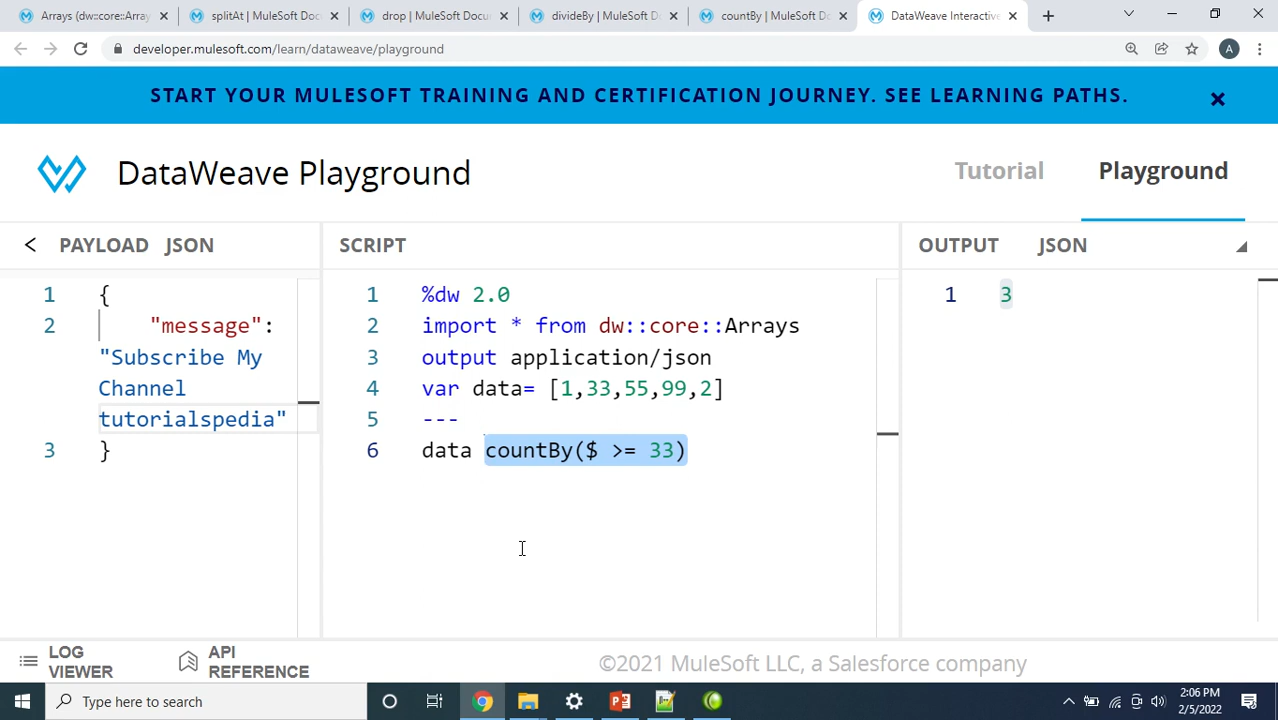 Arrays (dw::core::Array
splitAt | MuleSoft Docu
drop | MuleSoft Docum
divideBy | MuleSoft Doc
countBy | MuleSoft Doc
DataWeave Interactive
developer.mulesoft.com/learn/dataweave/playground
A
START YOUR MULESOFT TRAINING AND CERTIFICATION JOURNEY. SEE LEARNING PATHS.
DataWeave Playground
Tutorial
Playground
PAYLOAD JSON
1 {
2 "message":
"Subscribe My
Channel
tutorialspedia"
3 }
SCRIPT
1 %dw 2.0
2 import * from dw::core::Arrays
3 output application/json
4 var data= [1,33,55,99,2]
5 ---
6 data countBy($ >= 33)
OUTPUT JSON
1 3
LOG
VIEWER
API
REFERENCE
©2021 MuleSoft LLC, a Salesforce company
Type here to search
2:06 PM
2/5/2022